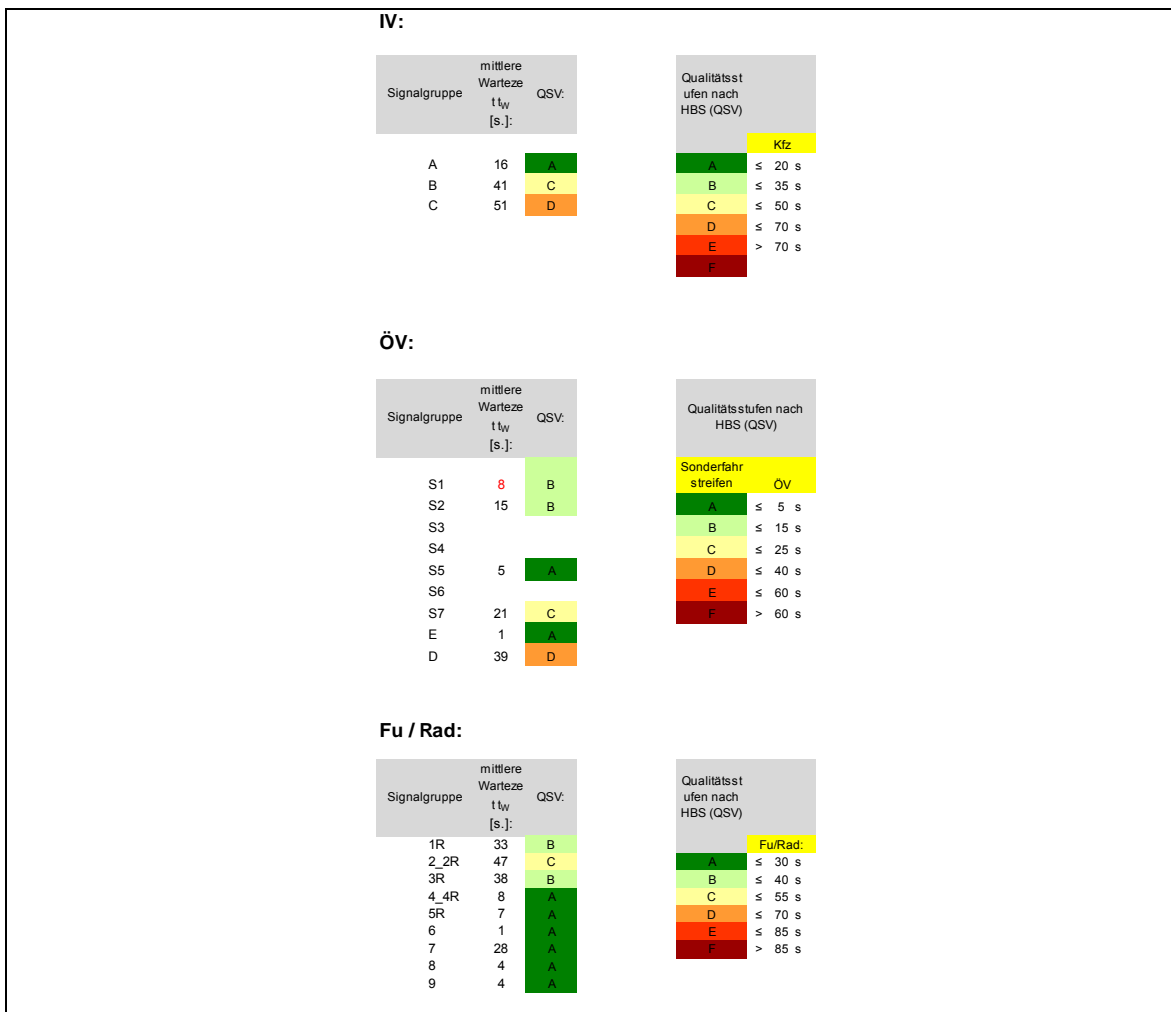 IV:
Signalgruppe mittlere Warteze t tW [s.]: QSV:
A 16 A
B 41 C
C 51 D
Qualitätsst ufen nach HBS (QSV)
Kfz
A ≤ 20 s
B ≤ 35 s
C ≤ 50 s
D ≤ 70 s
E > 70 s
F
ÖV:
Signalgruppe mittlere Warteze t tW [s.]: QSV:
S1 8 B
S2 15 B
S3
S4
S5 5 A
S6
S7 21 C
E 1 A
D 39 D
Qualitätsstufen nach HBS (QSV)
Sonderfahr streifen ÖV
A ≤ 5 s
B ≤ 15 s
C ≤ 25 s
D ≤ 40 s
E ≤ 60 s
F > 60 s
Fu / Rad:
Signalgruppe mittlere Warteze t tW [s.]: QSV:
1R 33 B
2_2R 47 C
3R 38 B
4_4R 8 A
5R 7 A
6 1 A
7 28 A
8 4 A
9 4 A
Qualitätsst ufen nach HBS (QSV)
Fu/Rad:
A ≤ 30 s
B ≤ 40 s
C ≤ 55 s
D ≤ 70 s
E ≤ 85 s
F > 85 s